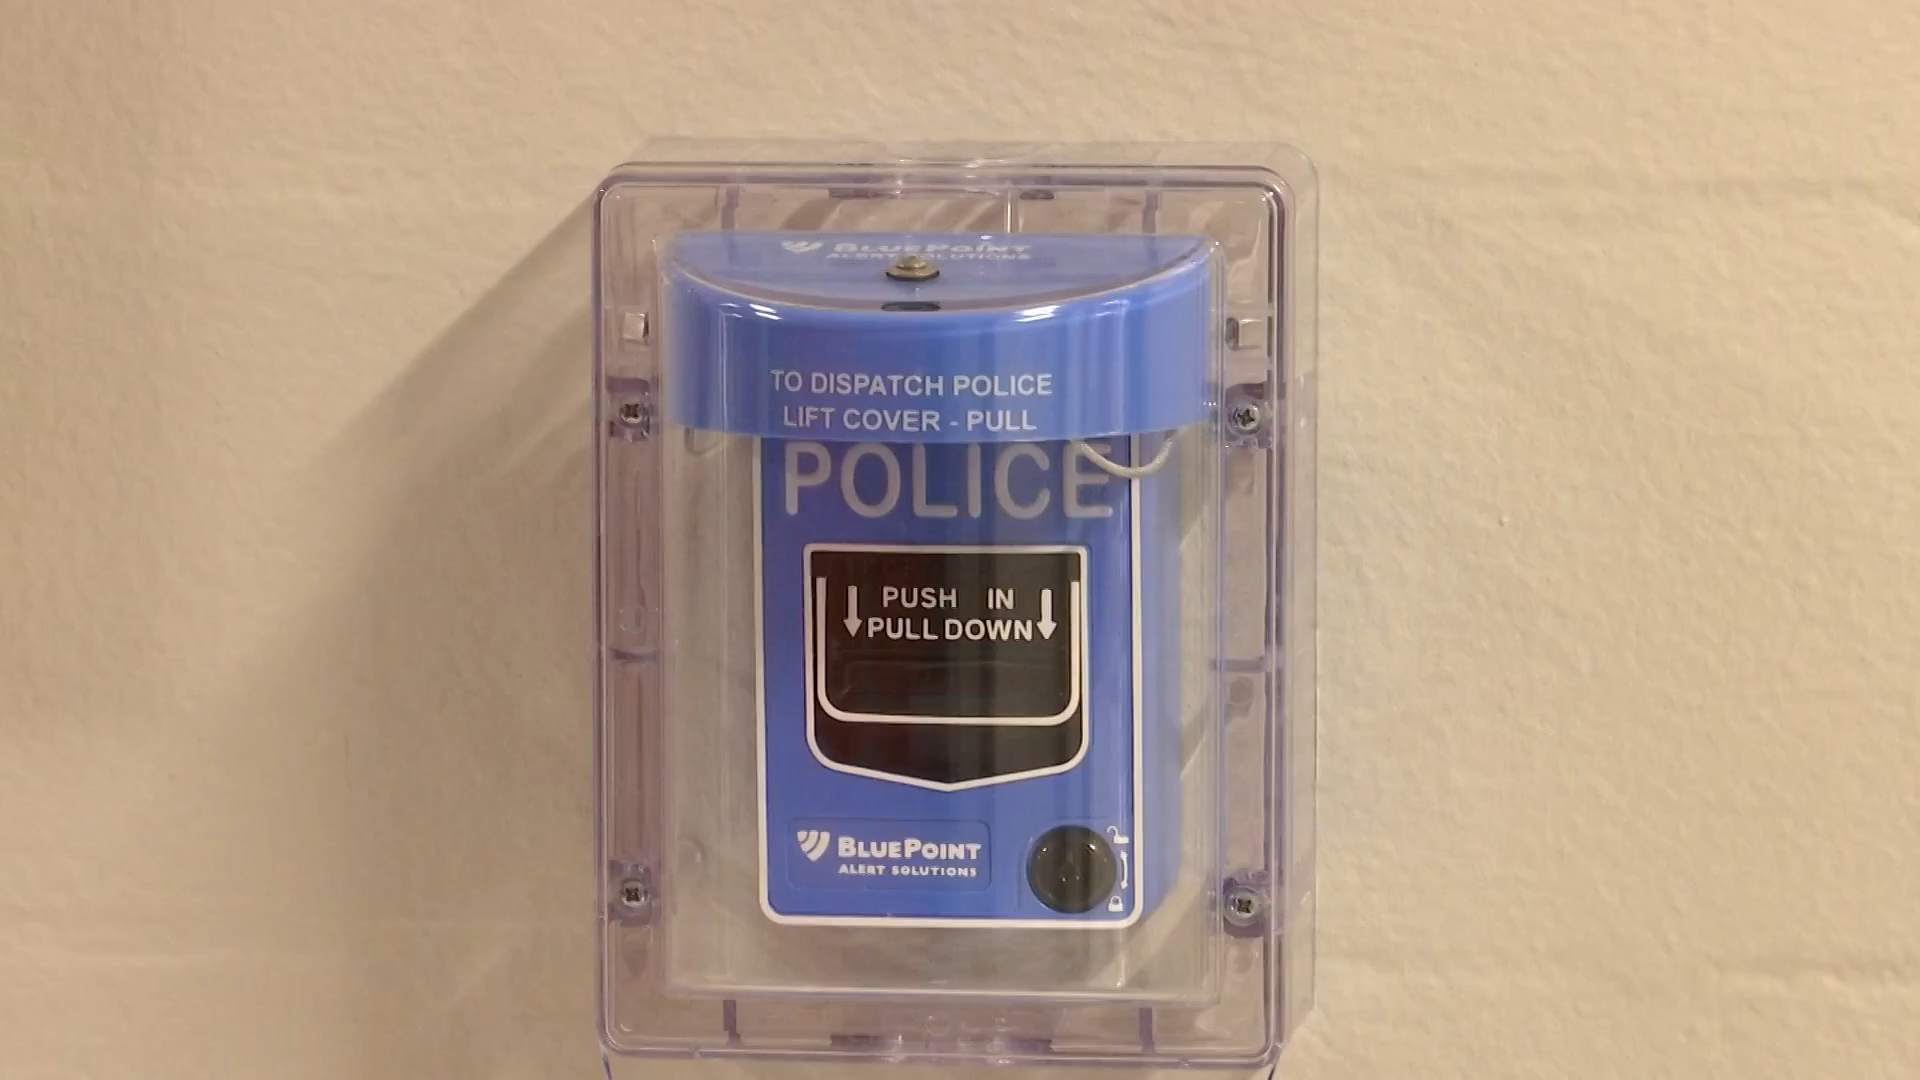 BLUEPOINT
ALERT SOLUTIONS
TO DISPATCH POLICE
LIFT COVER - PULL
POLICE
PUSH IN
PULL DOWN
BLUEPOINT
ALERT SOLUTIONS